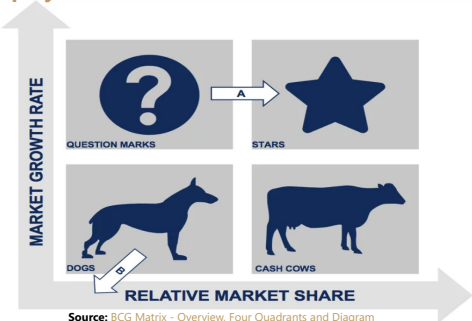 MARKET GROWTH RATE
?
A
QUESTION MARKS
STARS
DOGS
B
CASH COWS
RELATIVE MARKET SHARE
Source: BCG Matrix - Overview, Four Quadrants and Diagram